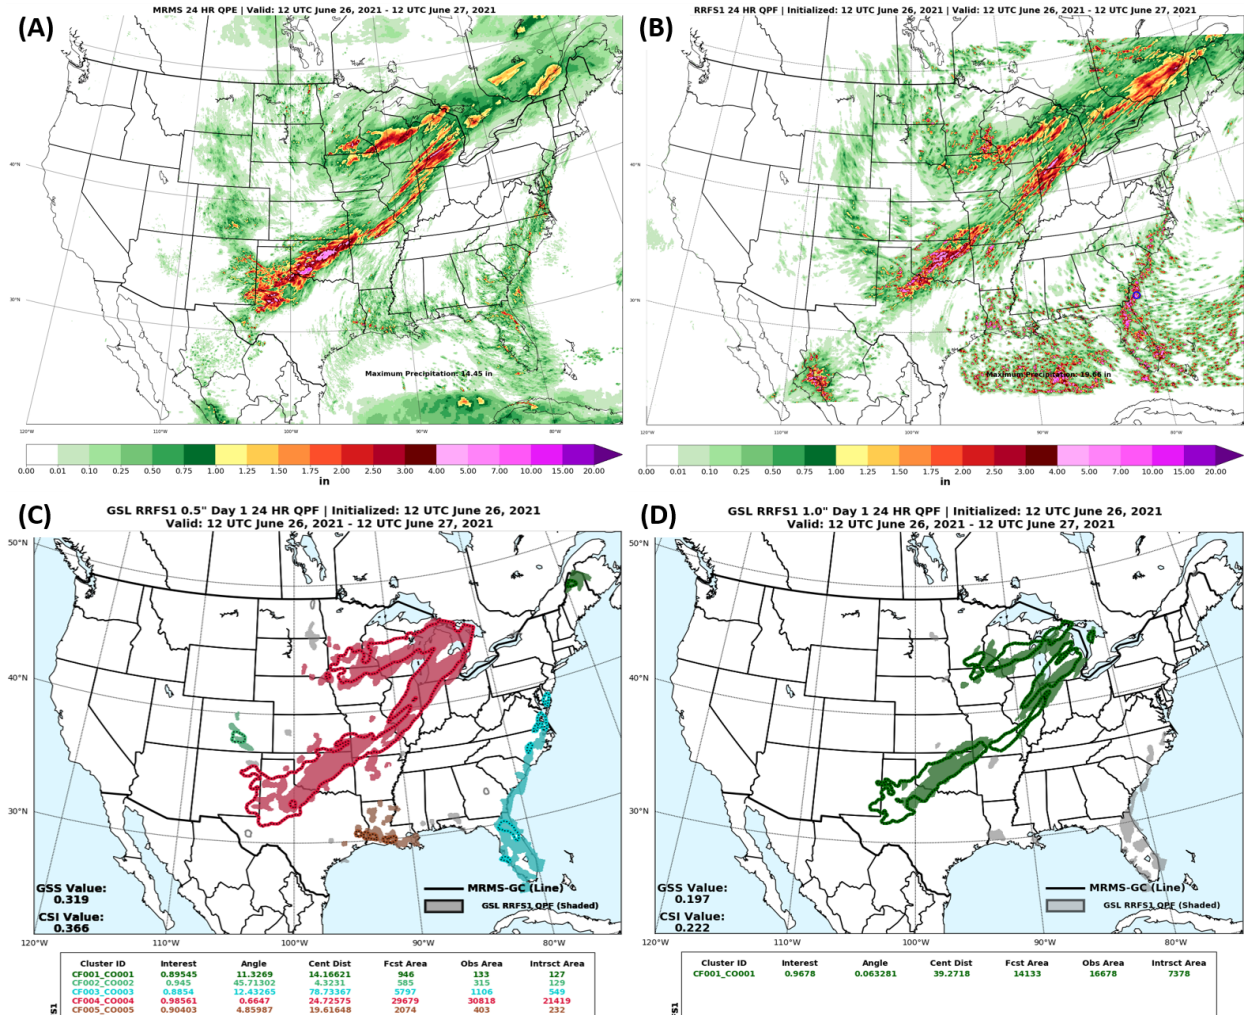 (A)
MRMS 24 HR QPE | Valid: 12 UTC June 26, 2021 - 12 UTC June 27, 2021
40°N
30°N
Maximum Precipitation: 14.45 in
120°W 110°W 100°W 90°W 80°W
0.00 0.01 0.10 0.25 0.50 0.75 1.00 1.25 1.50 1.75 2.00 2.50 3.00 4.00 5.00 7.00 10.00 15.00 20.00
in
(B)
RRFS1 24 HR QPF | Initialized: 12 UTC June 26, 2021 | Valid: 12 UTC June 26, 2021 - 12 UTC June 27, 2021
40°N
30°N
Maximum Precipitation: 19.66 in
110°W 100°W 90°W 80°W
0.00 0.01 0.10 0.25 0.50 0.75 1.00 1.25 1.50 1.75 2.00 2.50 3.00 4.00 5.00 7.00 10.00 15.00 20.00
in
(C)
GSL RRFS1 0.5" Day 1 24 HR QPF | Initialized: 12 UTC June 26, 2021
Valid: 12 UTC June 26, 2021 - 12 UTC June 27, 2021
50°N
40°N
30°N
GSS Value:
0.319
CSI Value:
0.366
MRMS-GC (Line)
GSL RRFS1 QPF (Shaded)
120°W 110°W 100°W 90°W 80°W
Cluster ID Interest Angle Cent Dist Fcst Area Obs Area Intrsct Area
CF001_CO001 0.89545 11.3269 14.16621 946 133 127
CF002_CO002 0.945 45.71302 4.3231 585 315 129
CF003_CO003 0.8854 12.43265 78.73367 5797 1106 549
CF004_CO004 0.98561 0.6647 24.72575 29679 30818 21419
CF005_CO005 0.90403 4.85987 19.61648 2074 403 232
(D)
GSL RRFS1 1.0" Day 1 24 HR QPF | Initialized: 12 UTC June 26, 2021
Valid: 12 UTC June 26, 2021 - 12 UTC June 27, 2021
50°N
40°N
30°N
GSS Value:
0.197
CSI Value:
0.222
MRMS-GC (Line)
GSL RRFS1 QPF (Shaded)
120°W 110°W 100°W 90°W 80°W
Cluster ID Interest Angle Cent Dist Fcst Area Obs Area Intrsct Area
CF001_CO001 0.9678 0.063281 39.2718 14133 16678 7378